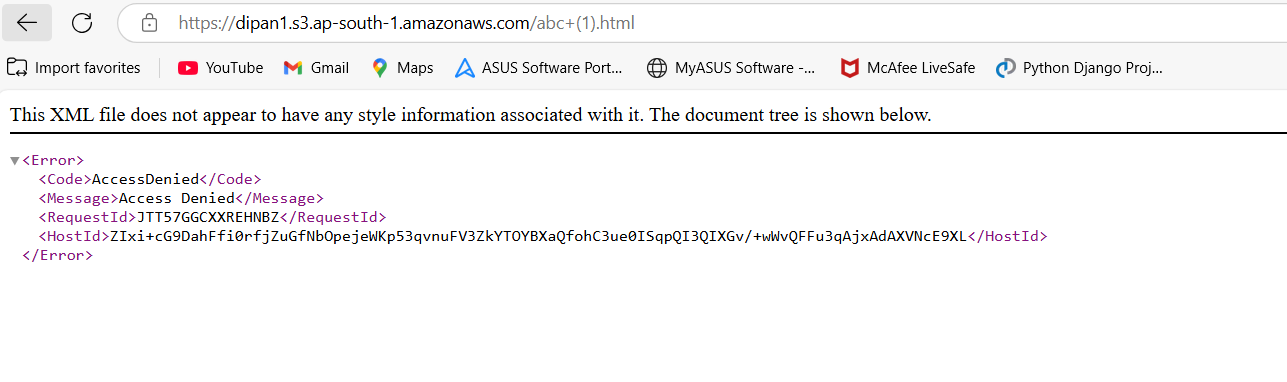 https://dipan1.s3.ap-south-1.amazonaws.com/abc+(1).html
Import favorites YouTube Gmail Maps ASUS Software Port... MyASUS Software -... McAfee LiveSafe Python Django Proj...
This XML file does not appear to have any style information associated with it. The document tree is shown below.
▼<Error>
<Code>AccessDenied</Code>
<Message>Access Denied</Message>
<RequestId>JTT57GGCXXREHNBZ</RequestId>
<HostId>ZIxi+cG9DahFfi0rfjZuGfNbOpejeWKp53qvnuFV3ZkYTOYBXaQfohC3ue0ISqpQI3QIXGv/+wWvQFFu3qAjxAdAXVNcE9XL</HostId>
</Error>